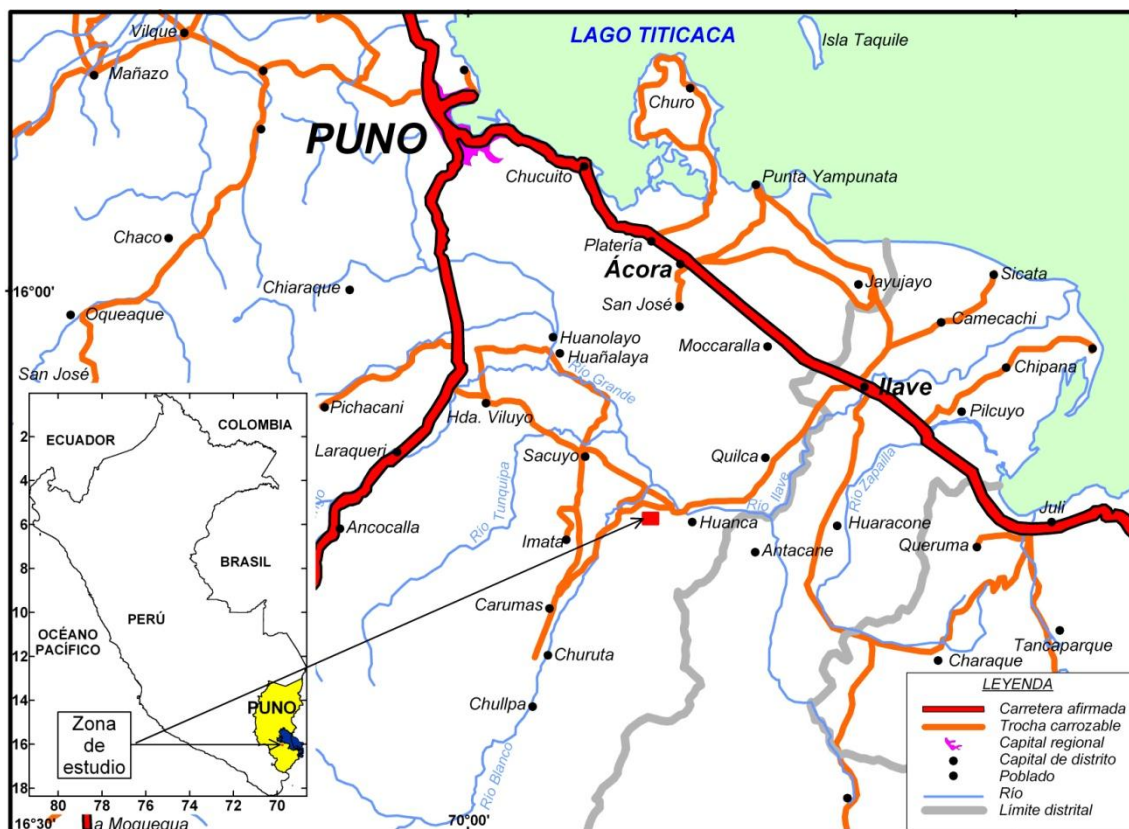 LAGO TITICACA
Isla Taquile
Vilque
Mañazo
Churo
PUNO
Chucuito
Punta Yampunata
Chaco
Platería
Ácora
Chiaraque
San José
Jayujayo
Sicata
16°00'
Oqueaque
Camecachi
Huanolayo
Moccaralla
Huañalaya
Chipana
San José
Río Grande
Ilave
Pichacani
Hda. Viluyo
Pilcuyo
Laraqueri
Sacuyo
Quilca
Río Zapailla
Río Tunquipa
Río Ilave
Juli
Ancocalla
Huanca
Huaracone
Imata
Antacane
Queruma
Carumas
Tancaparque
Churuta
Charaque
Chullpa
Río Blanco
70°00'
ECUADOR
COLOMBIA
BRASIL
PERÚ
OCÉANO
PACÍFICO
PUNO
Zona
de
estudio
2
4
6
8
10
12
14
16
18
80
78
76
74
72
70
16°30'
a Moquegua
LEYENDA
Carretera afirmada
Trocha carrozable
Capital regional
Capital de distrito
Poblado
Río
Límite distrital